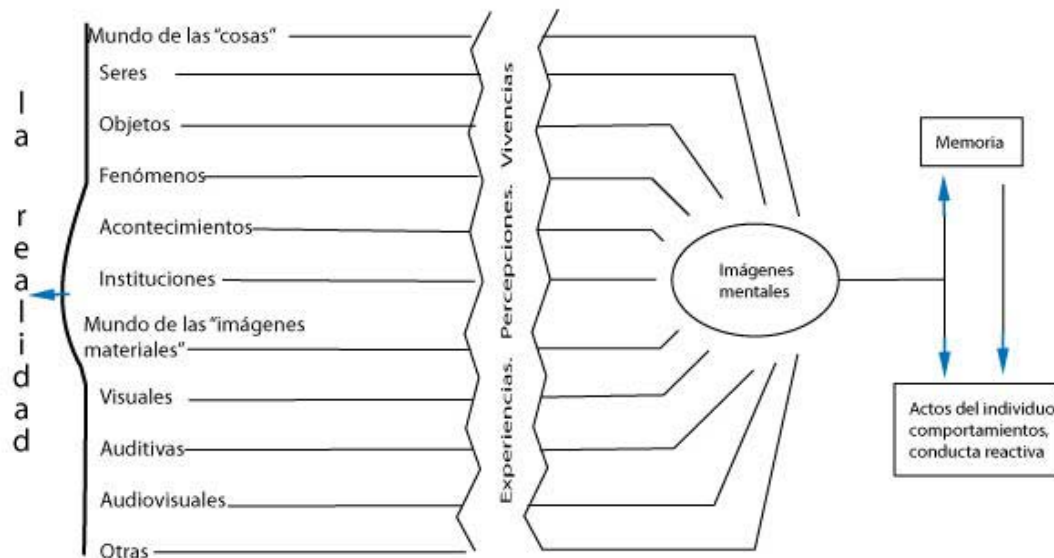 la realidad
Mundo de las "cosas"
Seres
Objetos
Fenómenos
Acontecimientos
Instituciones
Mundo de las "imágenes
materiales"
Visuales
Auditivas
Audiovisuales
Otras
Experiencias. Percepciones. Vivencias
Imágenes
mentales
Memoria
Actos del individuo
comportamientos,
conducta reactiva